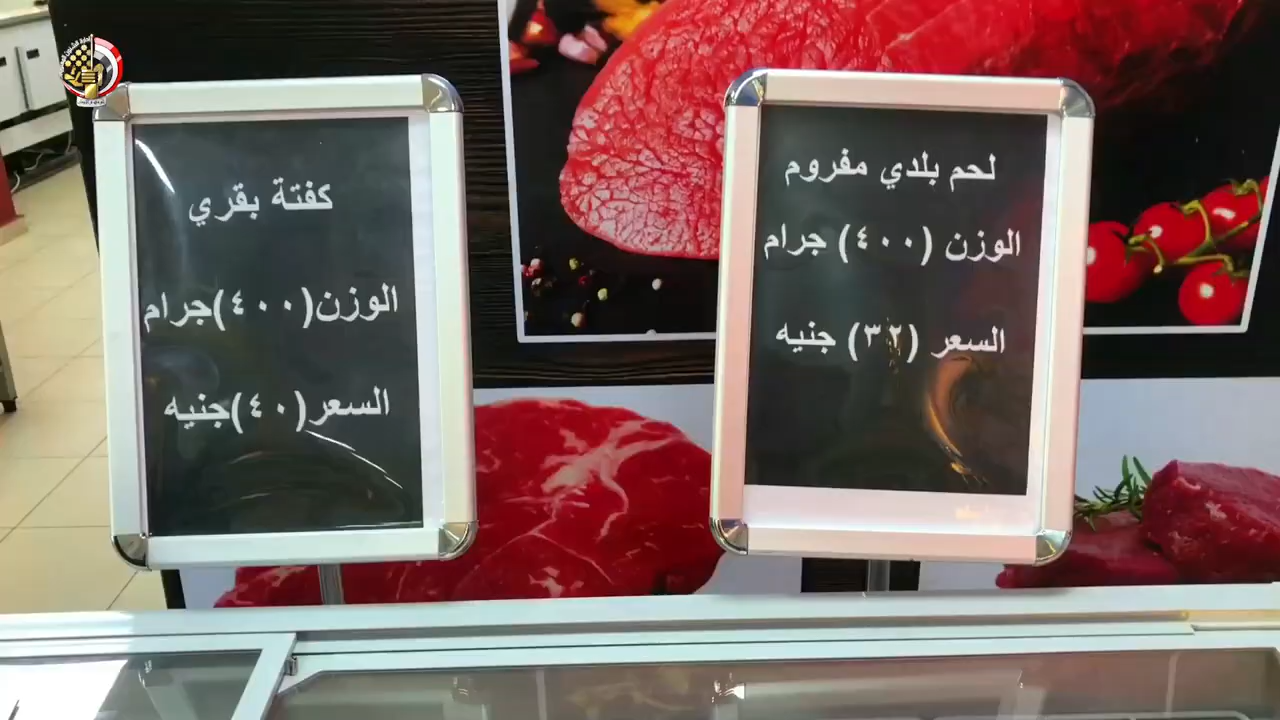 لحم بلدي مفروم
الوزن (٤٠٠) جرام
السعر (٣٢) جنيه
كفتة بقري
الوزن(٤٠٠)جرام
السعر(٤٠)جنيه